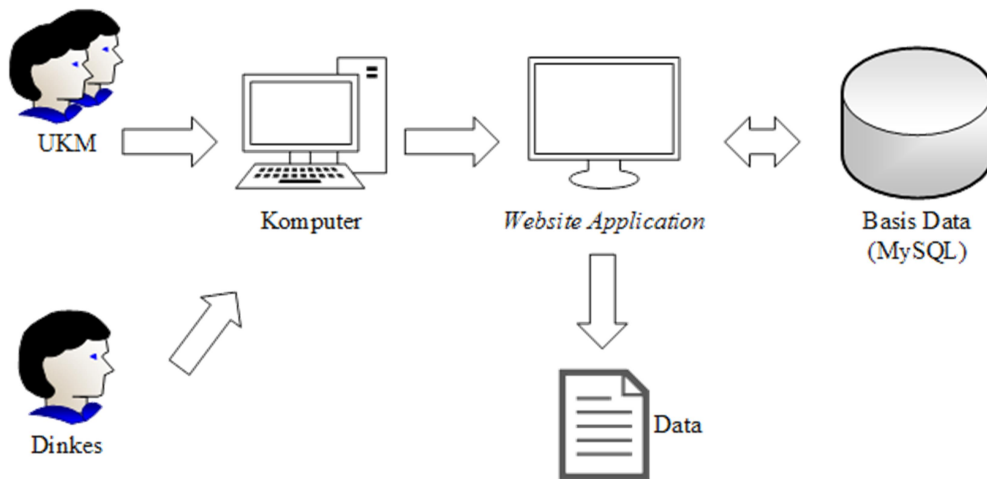 UKM
Komputer
Website Application
Basis Data
(MySQL)
Dinkes
Data